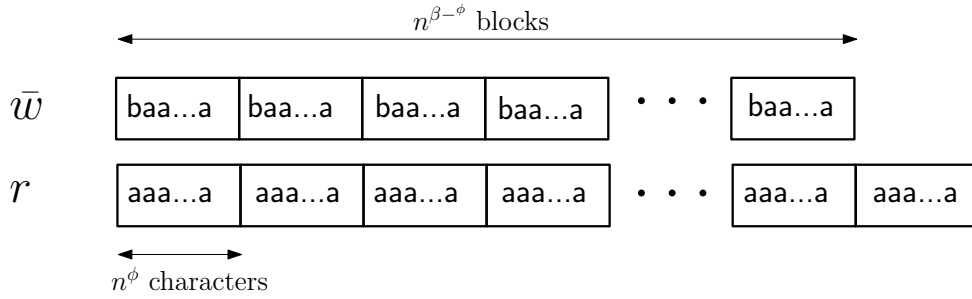 n^{β-ϕ} blocks
w̄ baa...a baa...a baa...a baa...a · · · baa...a
r aaa...a aaa...a aaa...a aaa...a · · · aaa...a aaa...a
n^ϕ characters